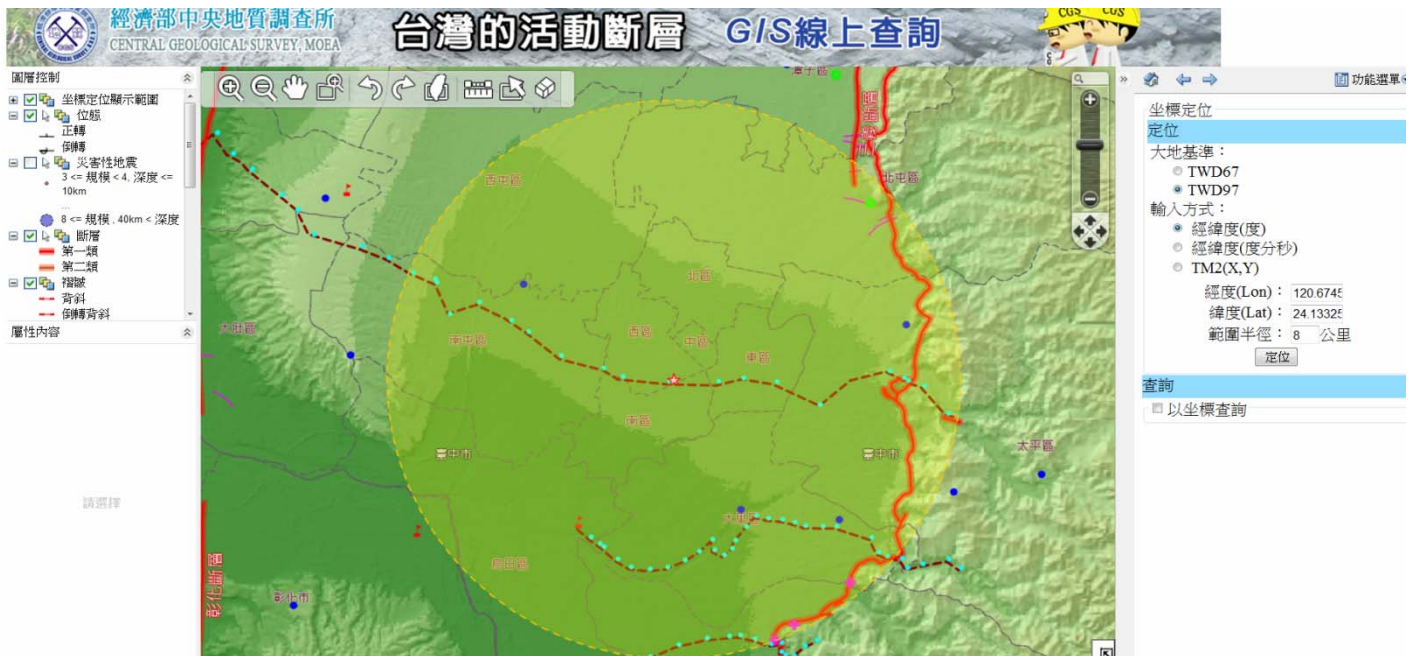 經濟部中央地質調查所
CENTRAL GEOLOGICAL SURVEY, MOEA
台灣的活動斷層
GIS線上查詢
CGS CGS
圖層控制
坐標定位顯示範圍
位態
正轉
倒轉
災害性地震
3 <= 規模 < 4, 深度 <=
10km
...
8 <= 規模 , 40km < 深度
斷層
第一類
第二類
褶皺
背斜
倒轉背斜
屬性內容
請選擇
潭子區
北屯區
西屯區
北區
大肚區
南屯區
西區
中區
東區
南區
臺中市
臺中市
太平區
大里區
烏日區
彰化斷層
彰化市
功能選單
坐標定位
定位
大地基準：
TWD67
TWD97
輸入方式：
經緯度(度)
經緯度(度分秒)
TM2(X,Y)
經度(Lon)： 120.6745
緯度(Lat)： 24.13325
範圍半徑： 8 公里
定位
查詢
以坐標查詢